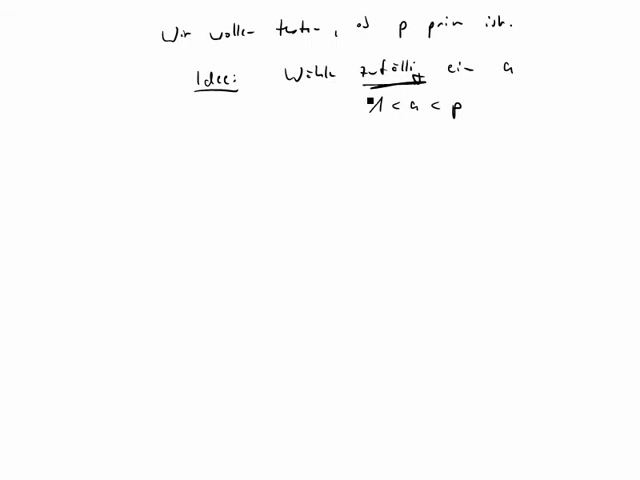 Wir wollen testen, ob p prim ist.
Idee: Wähle zufällig ein a
1 < a < p